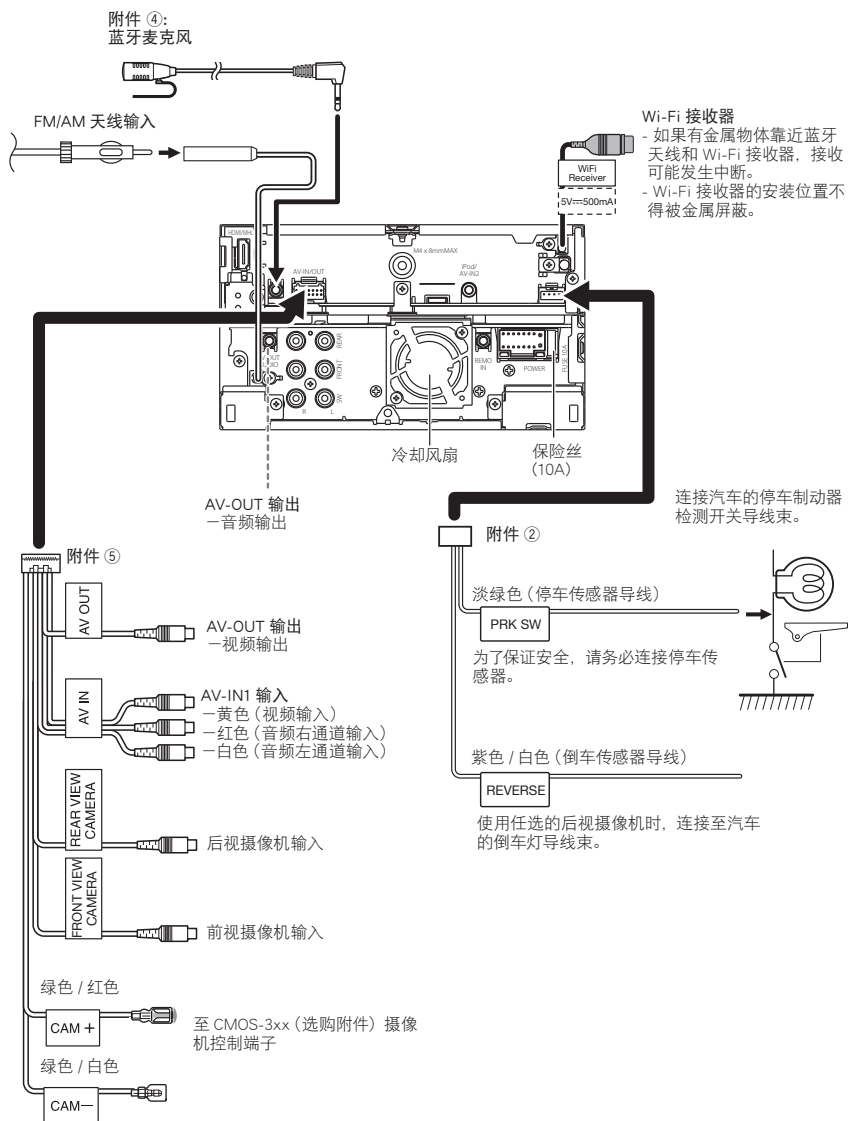 附件 ④:
蓝牙麦克风
FM/AM 天线输入
Wi-Fi 接收器
- 如果有金属物体靠近蓝牙
天线和 Wi-Fi 接收器，接收
可能发生中断。
- Wi-Fi 接收器的安装位置不
得被金属屏蔽。
WiFi
Receiver
5V⎓500mA
HDMI/MHL
M4 x 8mmMAX
AV-IN/OUT
iPod/
AV-IN2
REAR
FRONT
SW
R
L
REMO
IN
POWER
FUSE 10A
冷却风扇
保险丝
(10A)
AV-OUT 输出
－音频输出
连接汽车的停车制动器
检测开关导线束。
附件 ②
淡绿色（停车传感器导线）
PRK SW
为了保证安全，请务必连接停车传
感器。
紫色 / 白色（倒车传感器导线）
REVERSE
使用任选的后视摄像机时，连接至汽车
的倒车灯导线束。
附件 ⑤
AV OUT
AV-OUT 输出
－视频输出
AV IN
AV-IN1 输入
－黄色（视频输入）
－红色（音频右通道输入）
－白色（音频左通道输入）
REAR VIEW
CAMERA
后视摄像机输入
FRONT VIEW
CAMERA
前视摄像机输入
绿色 / 红色
CAM +
至 CMOS-3xx（选购附件）摄像
机控制端子
绿色 / 白色
CAM－